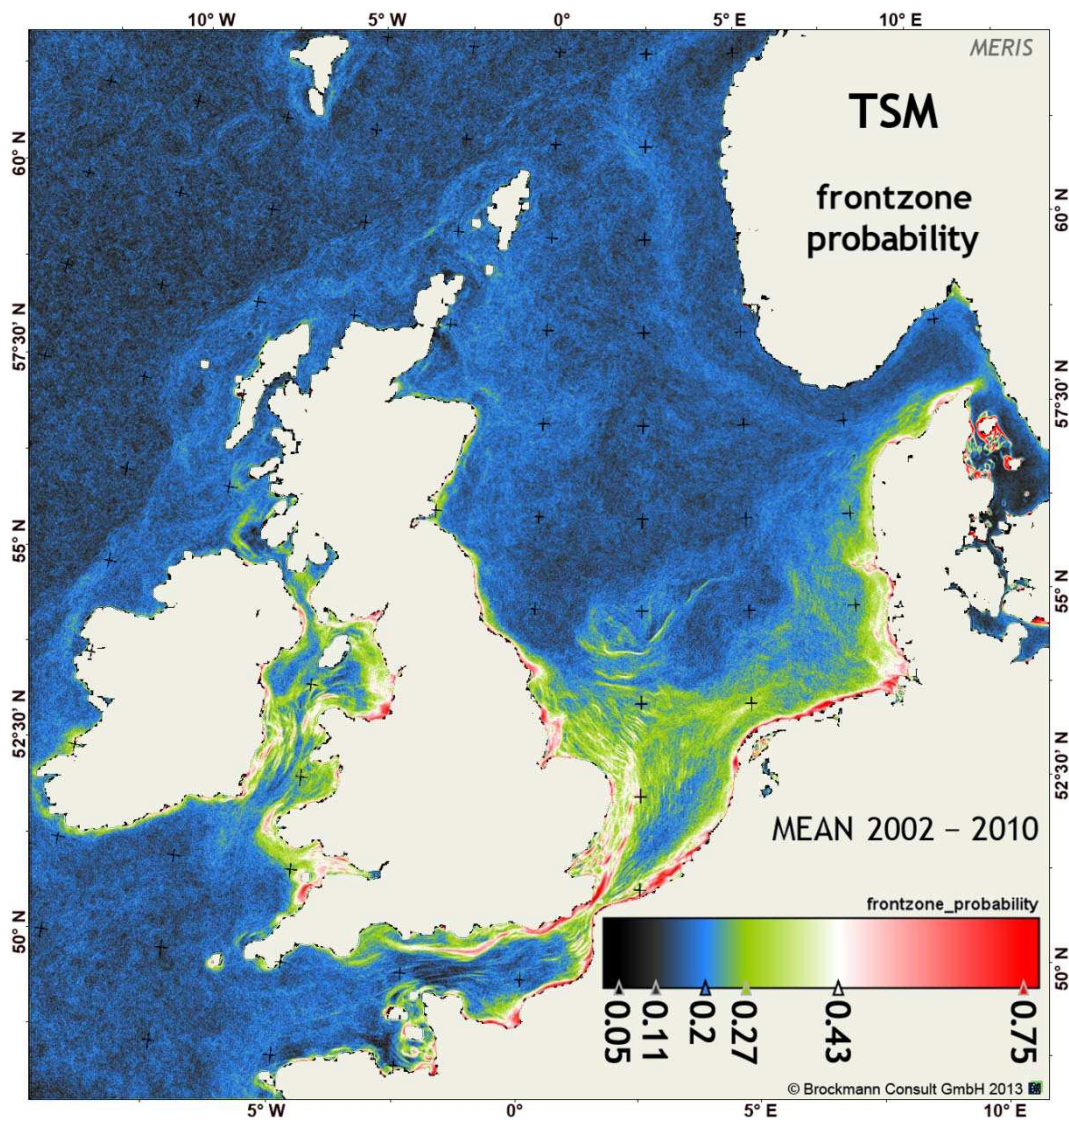 10° W 5° W 0° 5° E 10° E
MERIS
TSM
frontzone
probability
60° N
57°30' N
55° N
52°30' N
50° N
60° N
57°30' N
55° N
52°30' N
50° N
MEAN 2002 – 2010
frontzone_probability
0.05 0.11 0.2 0.27 0.43 0.75
© Brockmann Consult GmbH 2013
5° W 0° 5° E 10° E